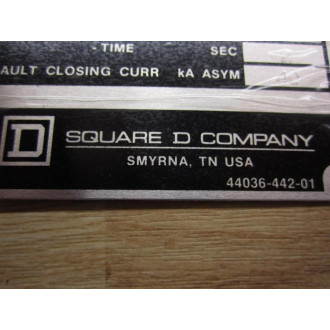 - TIME SEC
AULT CLOSING CURR kA ASYM
D SQUARE D COMPANY
SMYRNA, TN USA
44036-442-01